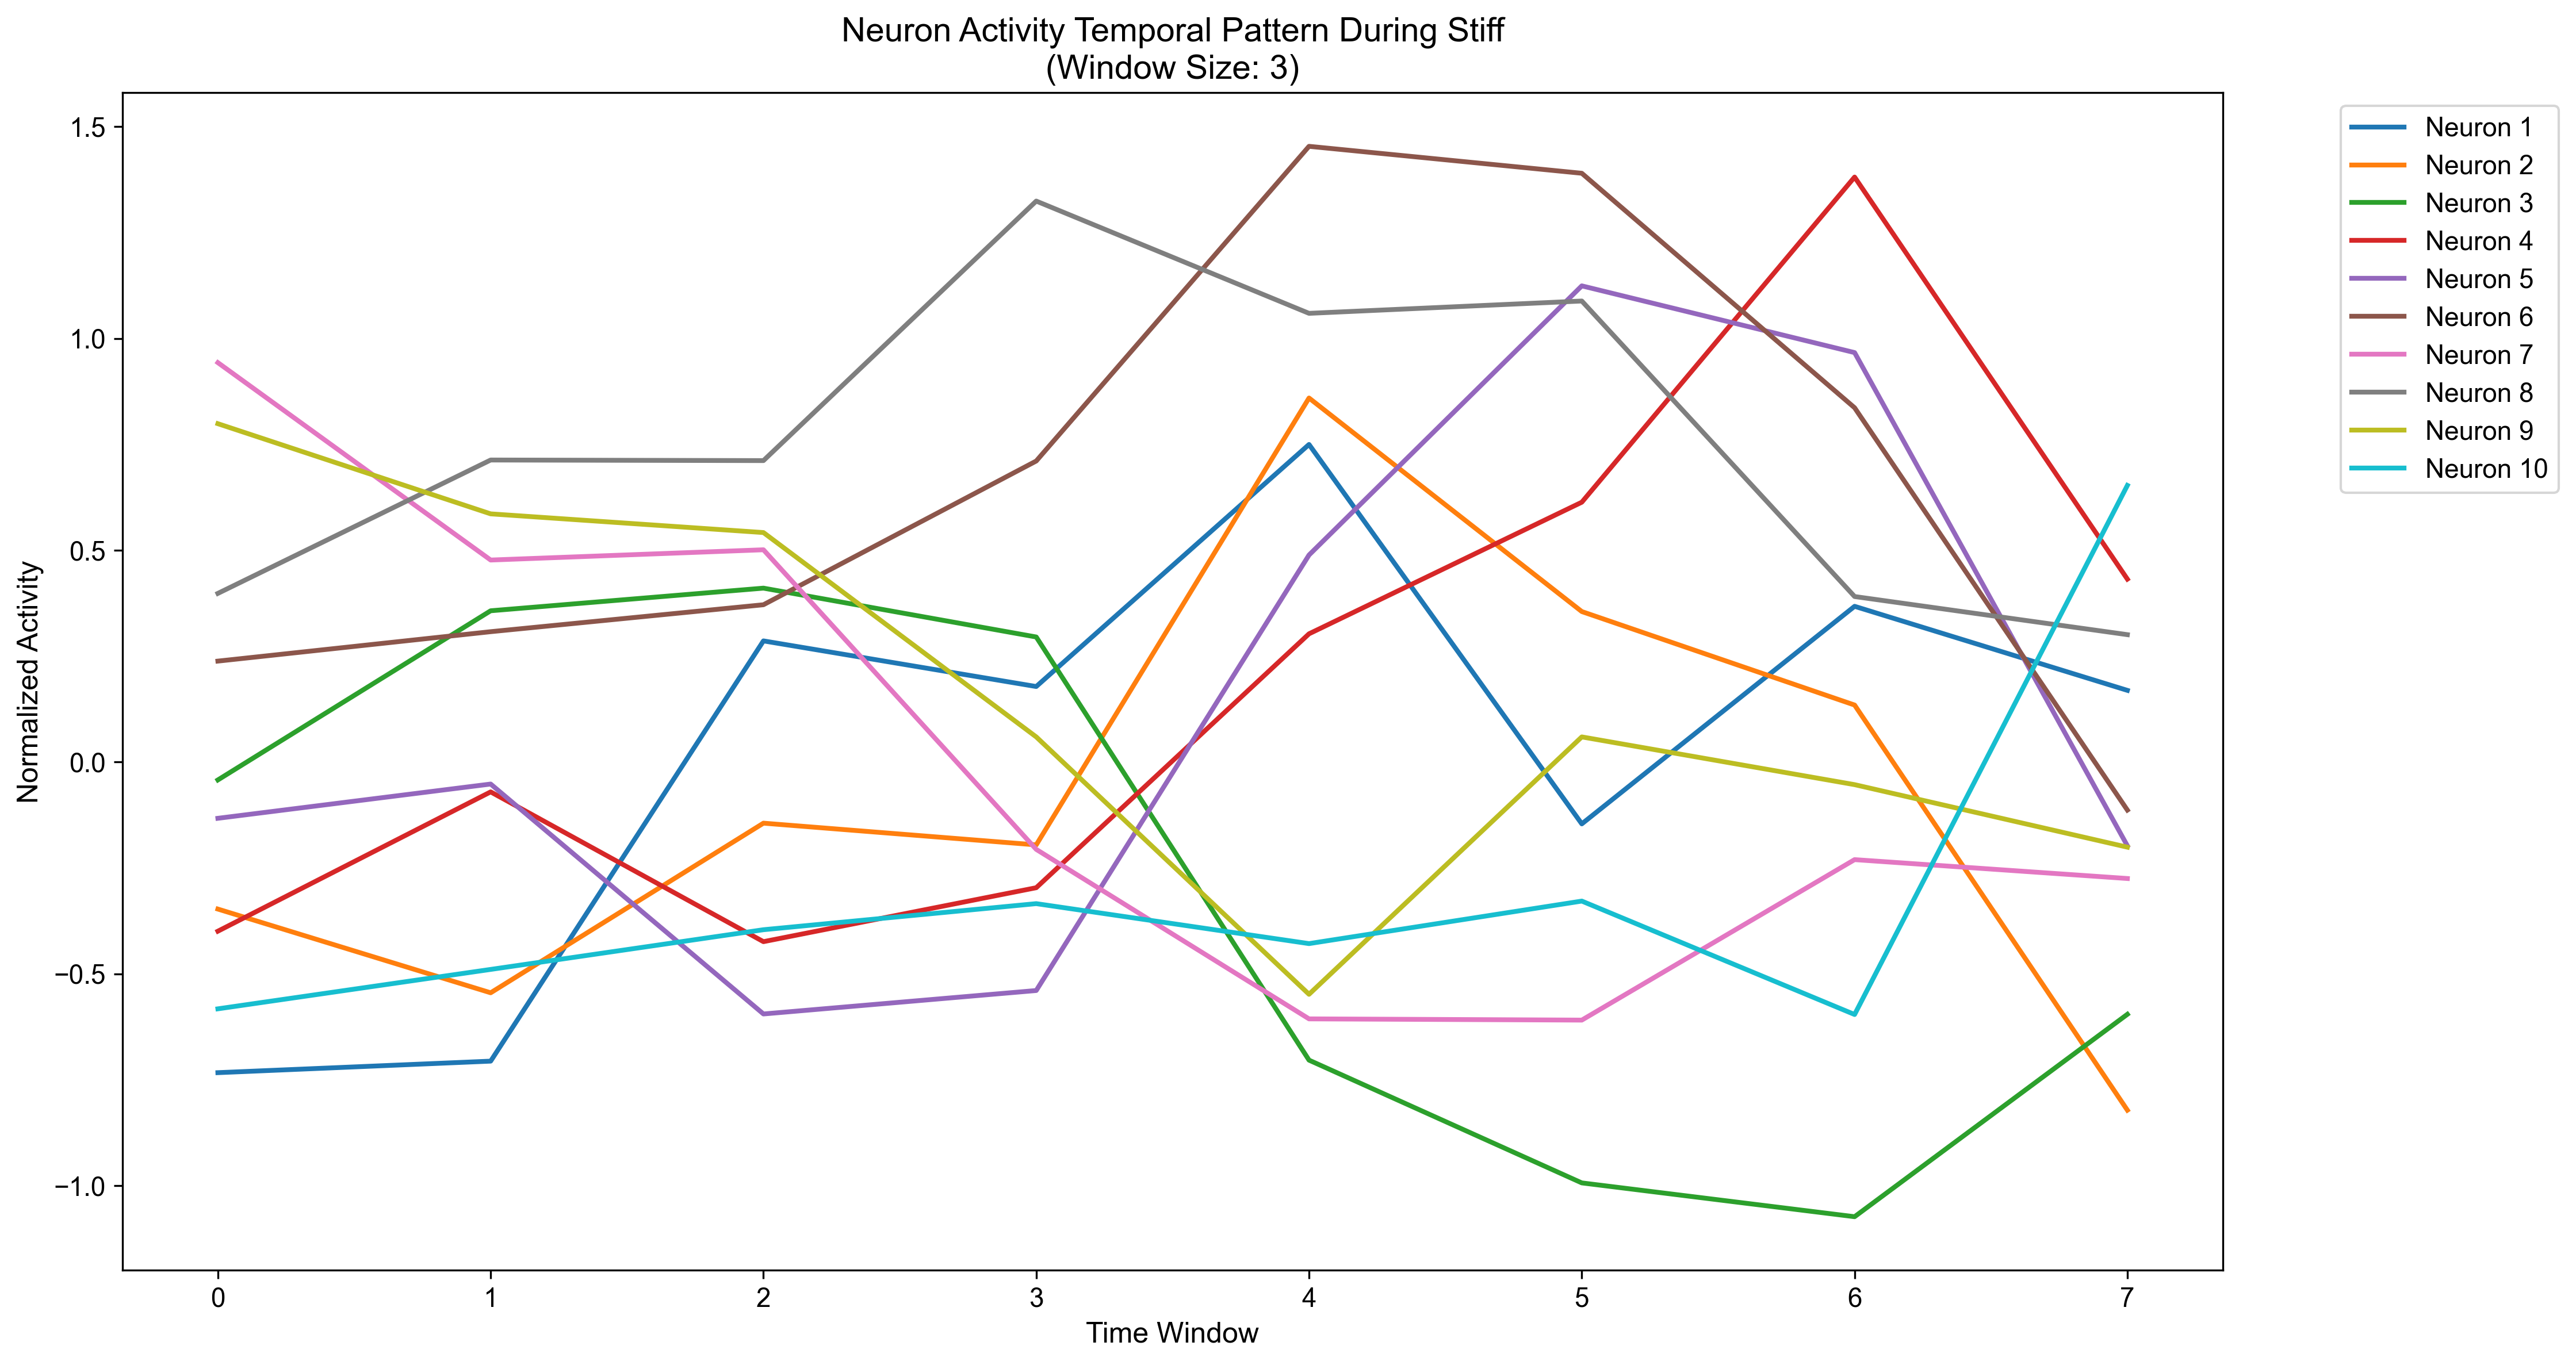 Neuron Activity Temporal Pattern During Stiff
(Window Size: 3)
Normalized Activity
1.5
1.0
0.5
0.0
−0.5
−1.0
0 1 2 3 4 5 6 7
Time Window
Neuron 1
Neuron 2
Neuron 3
Neuron 4
Neuron 5
Neuron 6
Neuron 7
Neuron 8
Neuron 9
Neuron 10